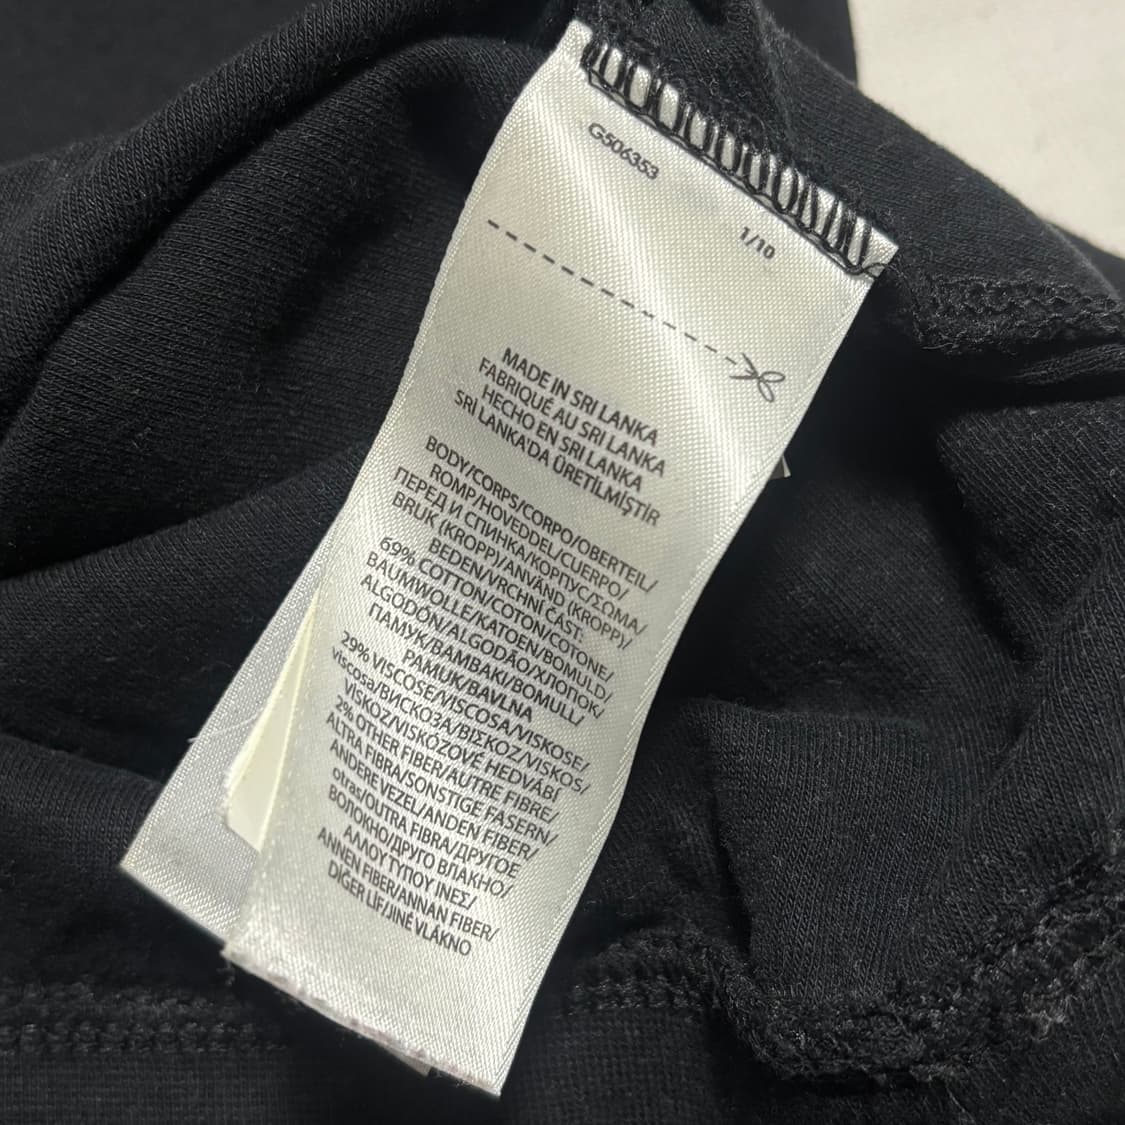 G506353
1/10
MADE IN SRI LANKA
FABRIQUÉ AU SRI LANKA
HECHO EN SRI LANKA
SRİ LANKA'DA ÜRETİLMİŞTİR
BODY/CORPS/CORPO/OBERTEIL/
ROMP/HOVEDDEL/CUERPO/
ПЕРЕД И СПИНКА/КОРПУС/ΣΩΜΑ/
BRUK (KROPP)/ANVÄND (KROPP)/
BEDEN/VRCHNÍ ČÁST:
69% COTTON/COTON/COTONE/
BAUMWOLLE/KATOEN/BOMULD/
ALGODÓN/ALGODÃO/ХЛОПОК/
ПАМУК/BAMBAKI/BOMULL/
PAMUK/BAVLNA
29% VISCOSE/VISCOSA/VISKOSE/
viscosa/ВИСКОЗА/ΒΙΣΚΟΖ/VISKOS/
VISKOZ/VISKÓZOVÉ HEDVÁBÍ
2% OTHER FIBER/AUTRE FIBRE/
ALTRA FIBRA/SONSTIGE FASERN/
ANDERE VEZEL/ANDEN FIBER/
otras/OUTRA FIBRA/ДРУГОЕ
ВОЛОКНО/ДРУГО ВЛАКНО/
ΑΛΛΟΥ ΤΥΠΟΥ ΙΝΕΣ/
ANNEN FIBER/ANNAN FIBER/
DİĞER LİF/JINÉ VLÁKNO